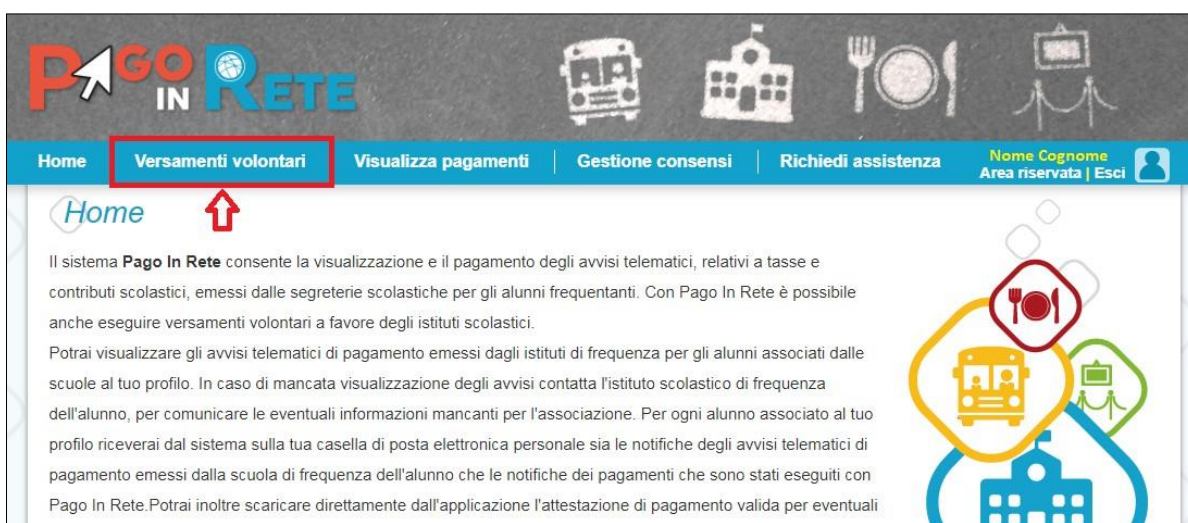 PAGO
IN RETE
Home Versamenti volontari Visualizza pagamenti Gestione consensi Richiedi assistenza Nome Cognome
Area riservata | Esci
Home
Il sistema Pago In Rete consente la visualizzazione e il pagamento degli avvisi telematici, relativi a tasse e
contributi scolastici, emessi dalle segreterie scolastiche per gli alunni frequentanti. Con Pago In Rete è possibile
anche eseguire versamenti volontari a favore degli istituti scolastici.
Potrai visualizzare gli avvisi telematici di pagamento emessi dagli istituti di frequenza per gli alunni associati dalle
scuole al tuo profilo. In caso di mancata visualizzazione degli avvisi contatta l'istituto scolastico di frequenza
dell'alunno, per comunicare le eventuali informazioni mancanti per l'associazione. Per ogni alunno associato al tuo
profilo riceverai dal sistema sulla tua casella di posta elettronica personale sia le notifiche degli avvisi telematici di
pagamento emessi dalla scuola di frequenza dell'alunno che le notifiche dei pagamenti che sono stati eseguiti con
Pago In Rete.Potrai inoltre scaricare direttamente dall'applicazione l'attestazione di pagamento valida per eventuali